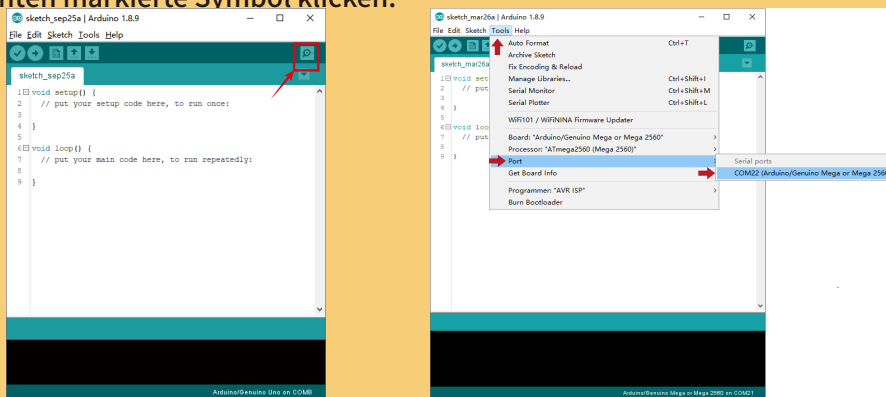 markierte Symbol klicken.
sketch_sep25a | Arduino 1.8.9
File Edit Sketch Tools Help
sketch_sep25a
1 void setup() {
2 // put your setup code here, to run once:
3
4 }
5
6 void loop() {
7 // put your main code here, to run repeatedly:
8
9 }
Arduino/Genuino Uno on COM8
sketch_mar26a | Arduino 1.8.9
File Edit Sketch Tools Help
sketch_mar26a
1 void set
2 // put
3
4 }
5
6 void loo
7 // put
8
9 }
Auto Format Ctrl+T
Archive Sketch
Fix Encoding & Reload
Manage Libraries... Ctrl+Shift+I
Serial Monitor Ctrl+Shift+M
Serial Plotter Ctrl+Shift+L
WiFi101 / WiFiNINA Firmware Updater
Board: "Arduino/Genuino Mega or Mega 2560"
Processor: "ATmega2560 (Mega 2560)"
Port
Get Board Info
Programmer: "AVR ISP"
Burn Bootloader
Serial ports
COM22 (Arduino/Genuino Mega or Mega 2560
Arduino/Genuino Mega or Mega 2560 on COM21